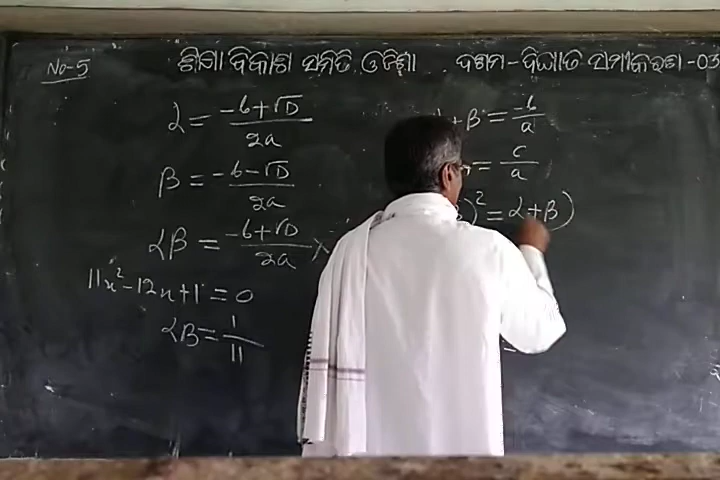 No-5
ଶିକ୍ଷା ବିକାଶ ସମିତି ଓଡିଶା ଦଶମ - ଦ୍ବିଘାତ ସମୀକରଣ -03
α = (-b+√D)/2a
β = (-b-√D)/2a
αβ = (-b+√D)/2a ×
11x² - 12x + 1 = 0
αβ = 1/11
+ β = -b/a
= c/a
)² = α + β)